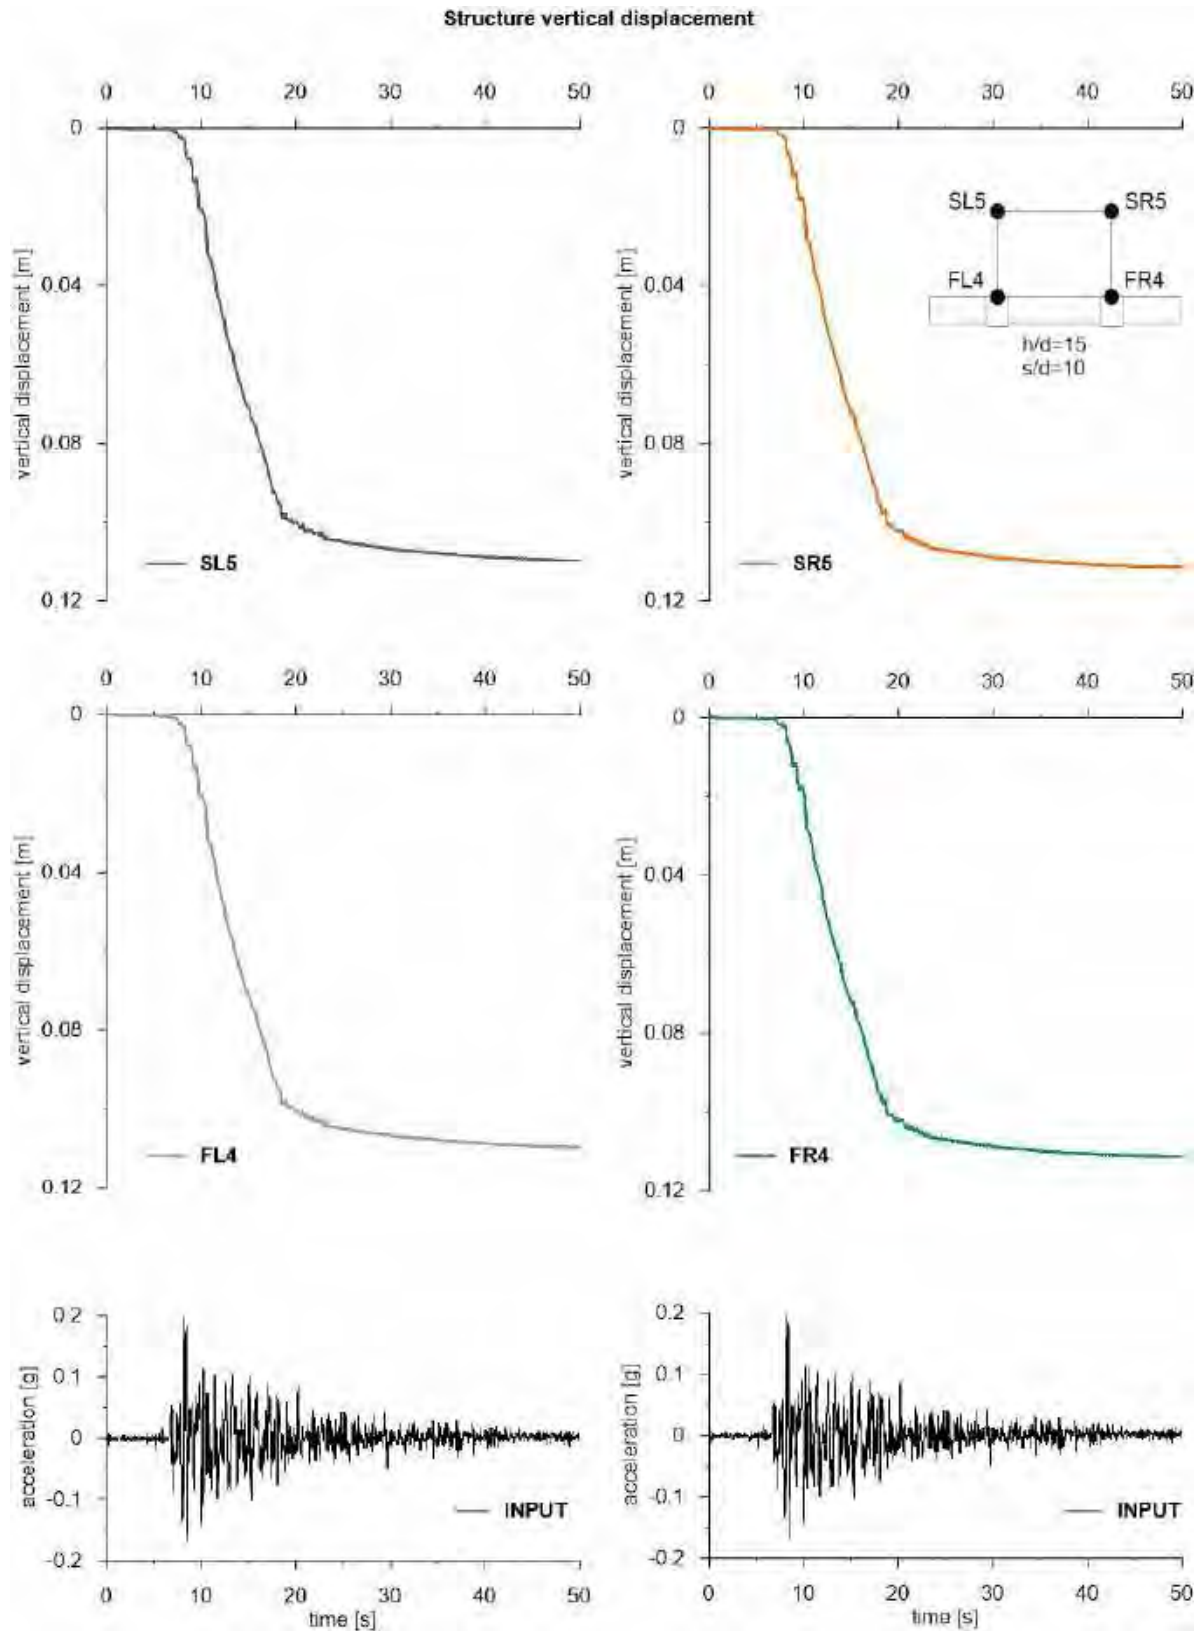 Structure vertical displacement
0 10 20 30 40 50
0 10 20 30 40 50
0
0.04
0.08
0.12
vertical displacement [m]
SL5
0
0.04
0.08
0.12
vertical displacement [m]
SL5 SR5
FL4 FR4
h/d=15
s/d=10
SR5
0 10 20 30 40 50
0 10 20 30 40 50
0
0.04
0.08
0.12
vertical displacement [m]
FL4
0
0.04
0.08
0.12
vertical displacement [m]
FR4
0.2
0.1
0
-0.1
-0.2
acceleration [g]
INPUT
0 10 20 30 40 50
time [s]
0.2
0.1
0
-0.1
-0.2
acceleration [g]
INPUT
0 10 20 30 40 50
time [s]